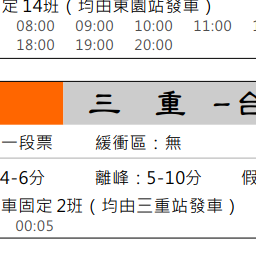 定 14班（均由東園站發車）
08:00 09:00 10:00 11:00
18:00 19:00 20:00
三 重 －台
一段票 緩衝區：無
4-6分 離峰：5-10分 假
車固定 2班（均由三重站發車）
00:05